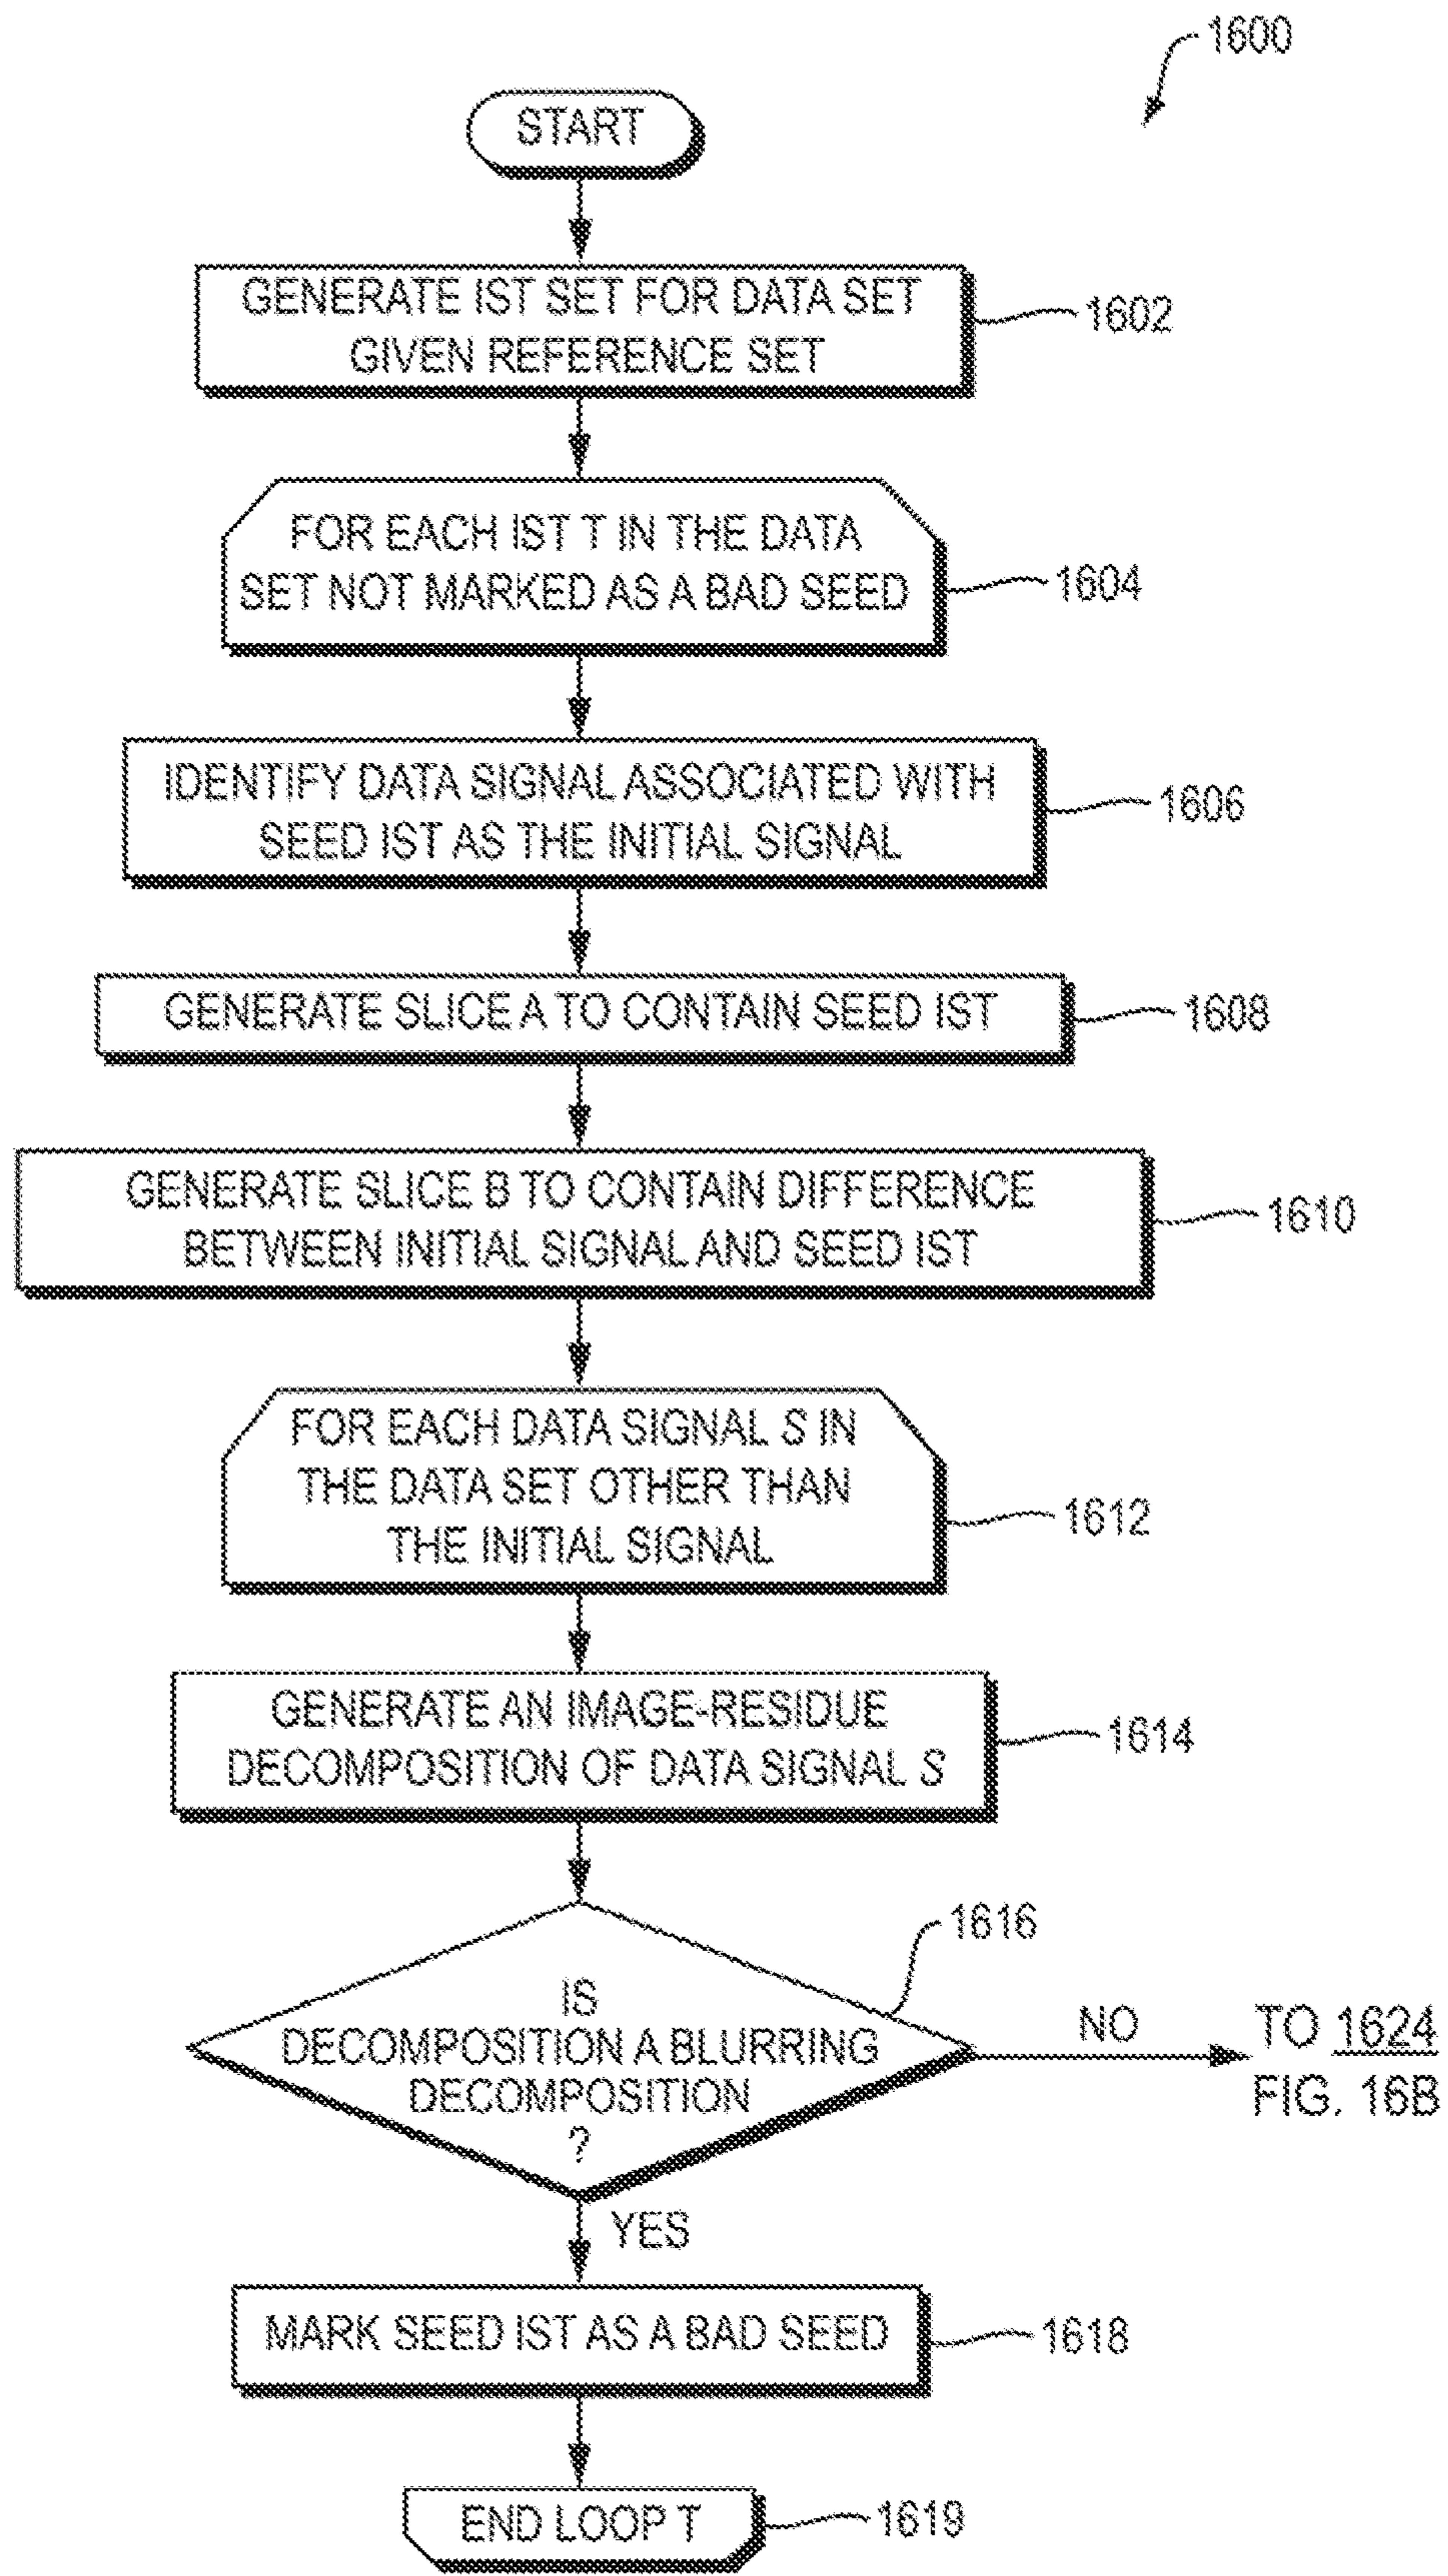 1600
START
GENERATE IST SET FOR DATA SET
GIVEN REFERENCE SET
1602
FOR EACH IST T IN THE DATA
SET NOT MARKED AS A BAD SEED
1604
IDENTIFY DATA SIGNAL ASSOCIATED WITH
SEED IST AS THE INITIAL SIGNAL
1606
GENERATE SLICE A TO CONTAIN SEED IST
1608
GENERATE SLICE B TO CONTAIN DIFFERENCE
BETWEEN INITIAL SIGNAL AND SEED IST
1610
FOR EACH DATA SIGNAL S IN
THE DATA SET OTHER THAN
THE INITIAL SIGNAL
1612
GENERATE AN IMAGE-RESIDUE
DECOMPOSITION OF DATA SIGNAL S
1614
1616
IS
DECOMPOSITION A BLURRING
DECOMPOSITION
?
NO
TO 1624
FIG. 16B
YES
MARK SEED IST AS A BAD SEED
1618
END LOOP T
1619